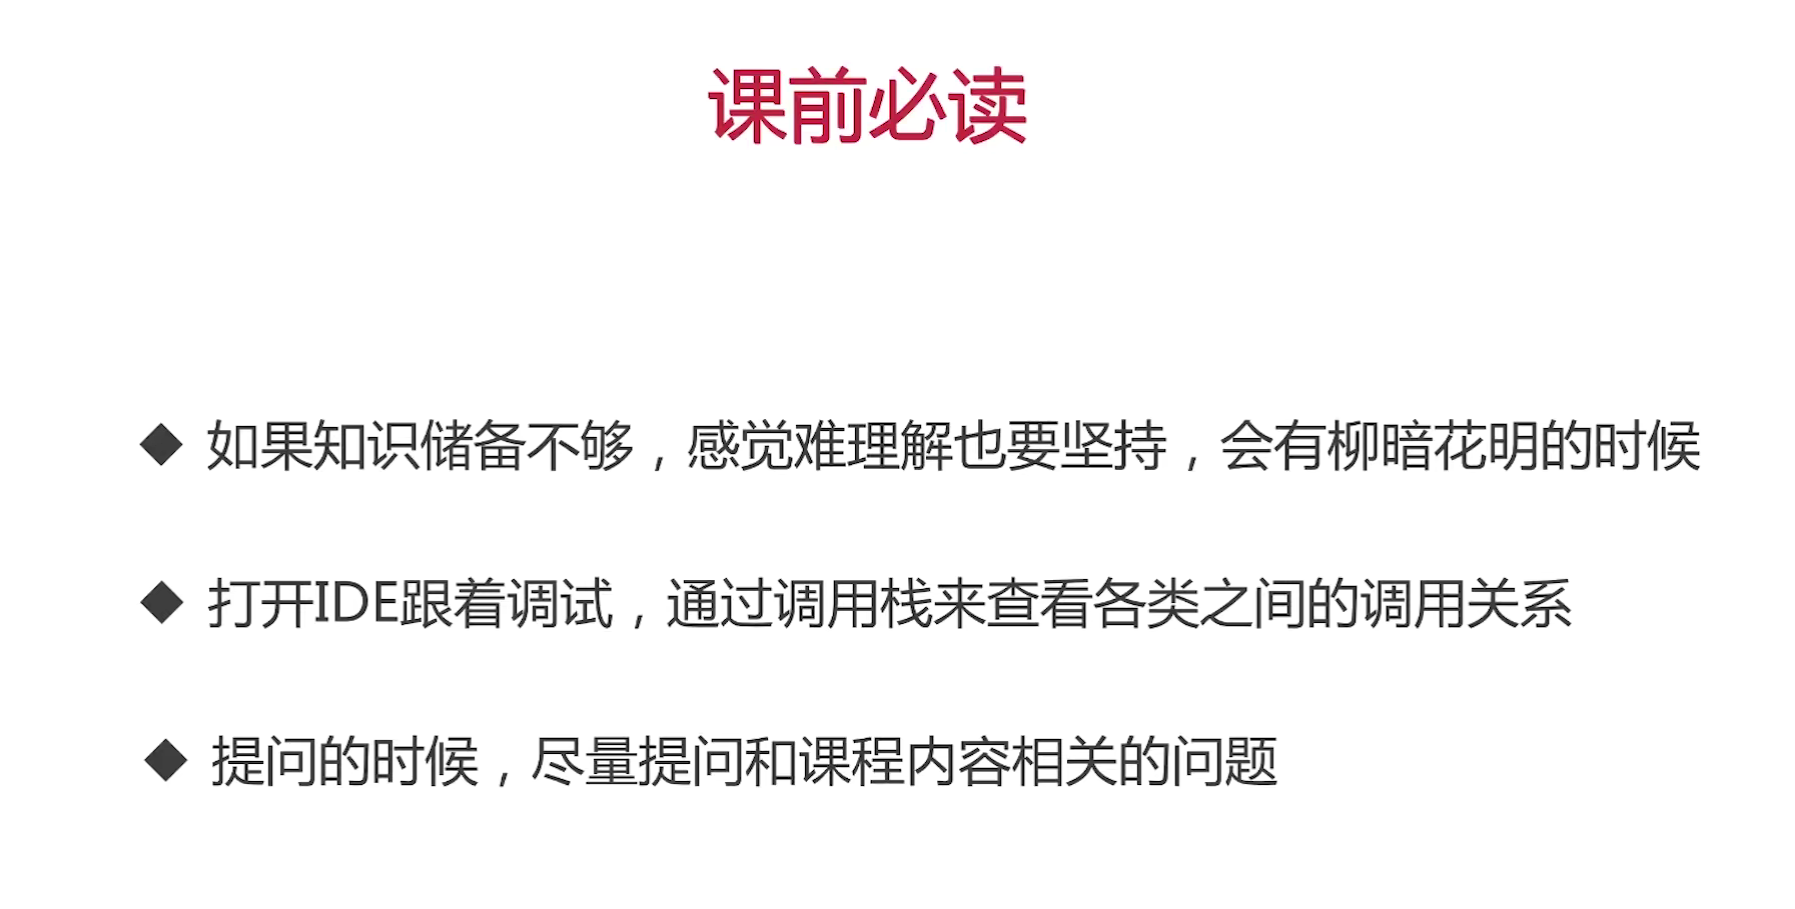 课前必读
◆ 如果知识储备不够，感觉难理解也要坚持，会有柳暗花明的时候
◆ 打开IDE跟着调试，通过调用栈来查看各类之间的调用关系
◆ 提问的时候，尽量提问和课程内容相关的问题